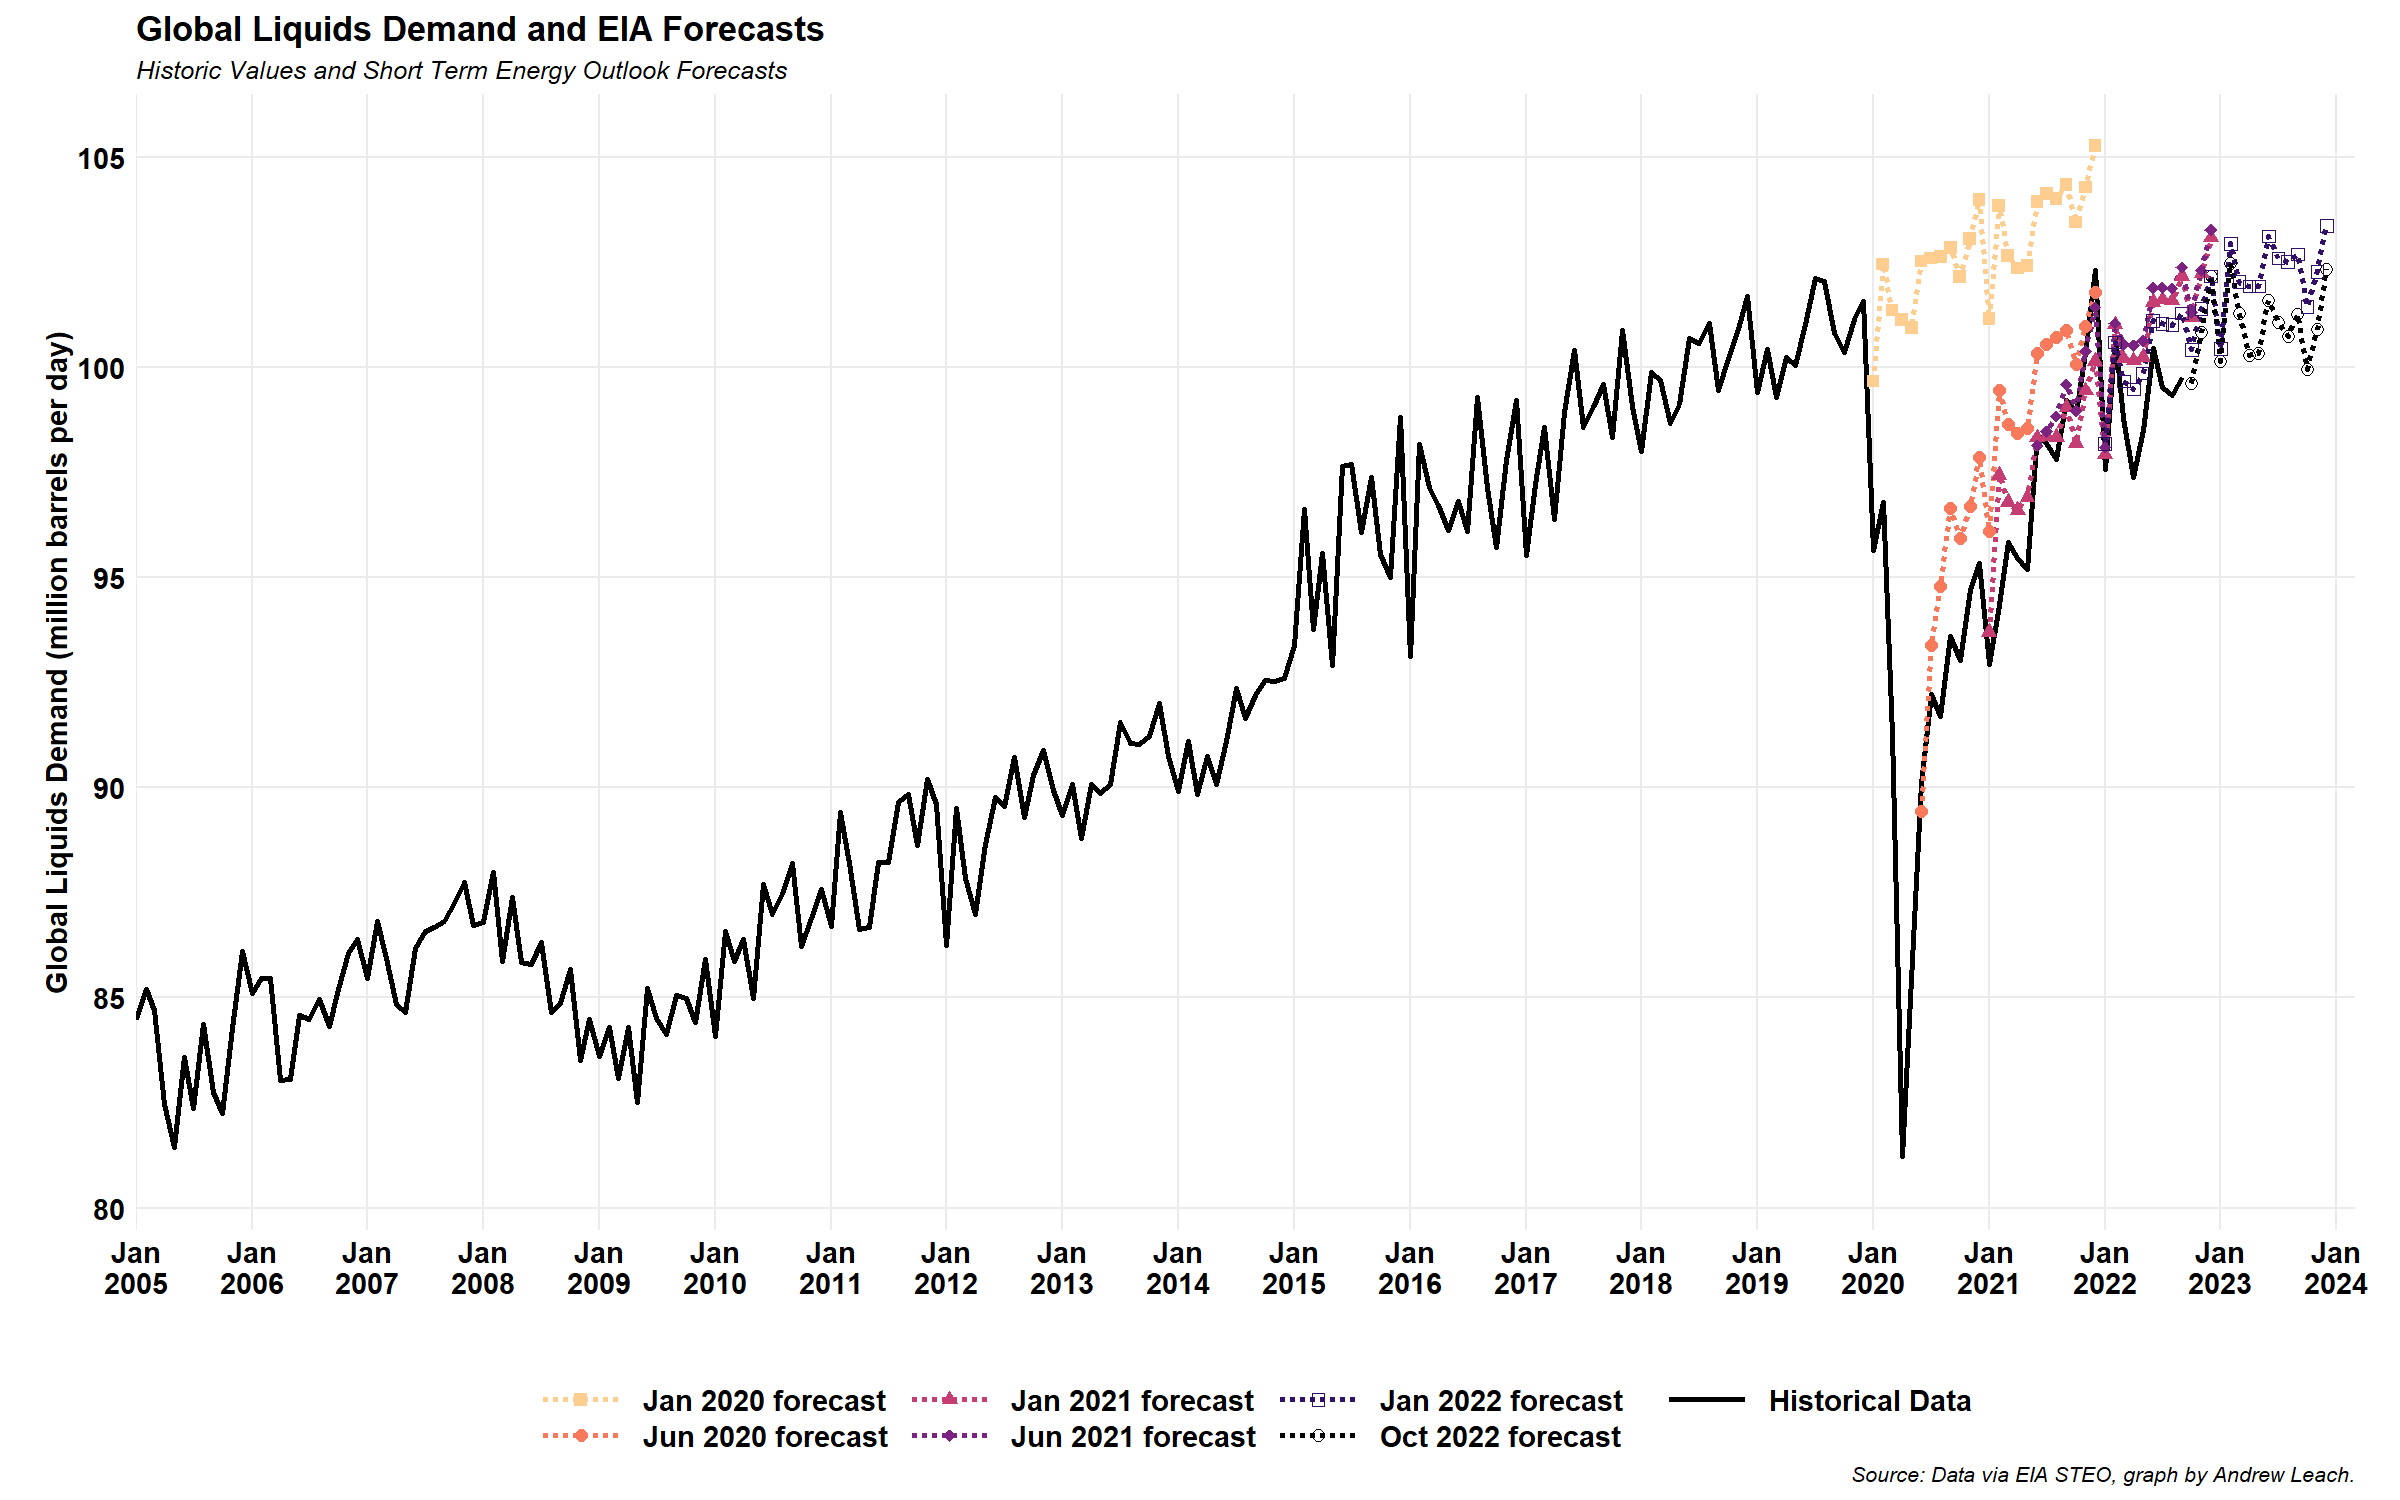 Global Liquids Demand and EIA Forecasts
Historic Values and Short Term Energy Outlook Forecasts
Global Liquids Demand (million barrels per day)
105
100
95
90
85
80
Jan Jan Jan Jan Jan Jan Jan Jan Jan Jan Jan Jan Jan Jan Jan Jan Jan Jan Jan Jan
2005 2006 2007 2008 2009 2010 2011 2012 2013 2014 2015 2016 2017 2018 2019 2020 2021 2022 2023 2024
Jan 2020 forecast Jan 2021 forecast Jan 2022 forecast Historical Data
Jun 2020 forecast Jun 2021 forecast Oct 2022 forecast
Source: Data via EIA STEO, graph by Andrew Leach.